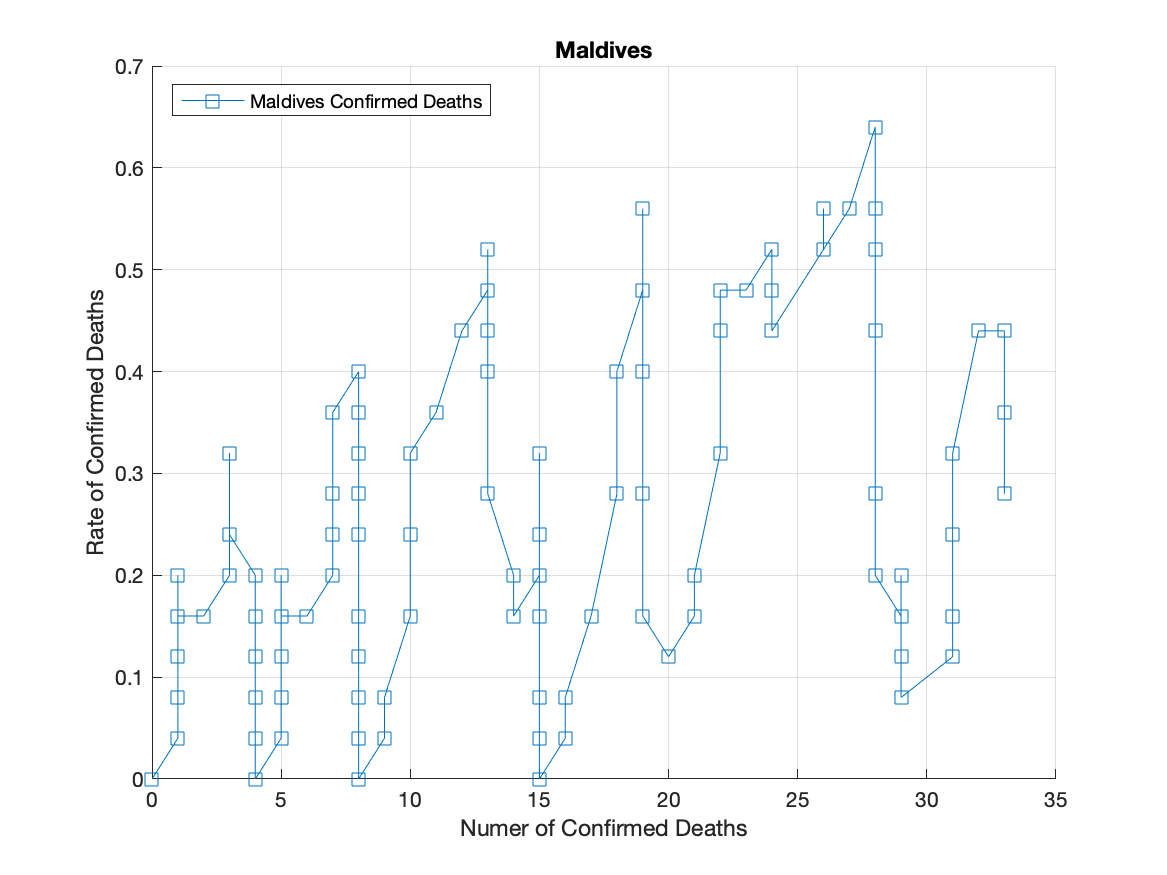 Maldives
Maldives Confirmed Deaths
Rate of Confirmed Deaths
0.7
0.6
0.5
0.4
0.3
0.2
0.1
0
0 5 10 15 20 25 30 35
Numer of Confirmed Deaths